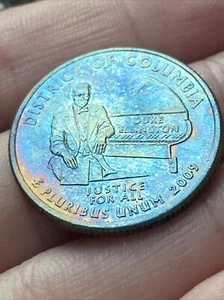 DISTRICT OF COLUMBIA
DUKE
ELLINGTON
JUSTICE
FOR ALL
E PLURIBUS UNUM 2009